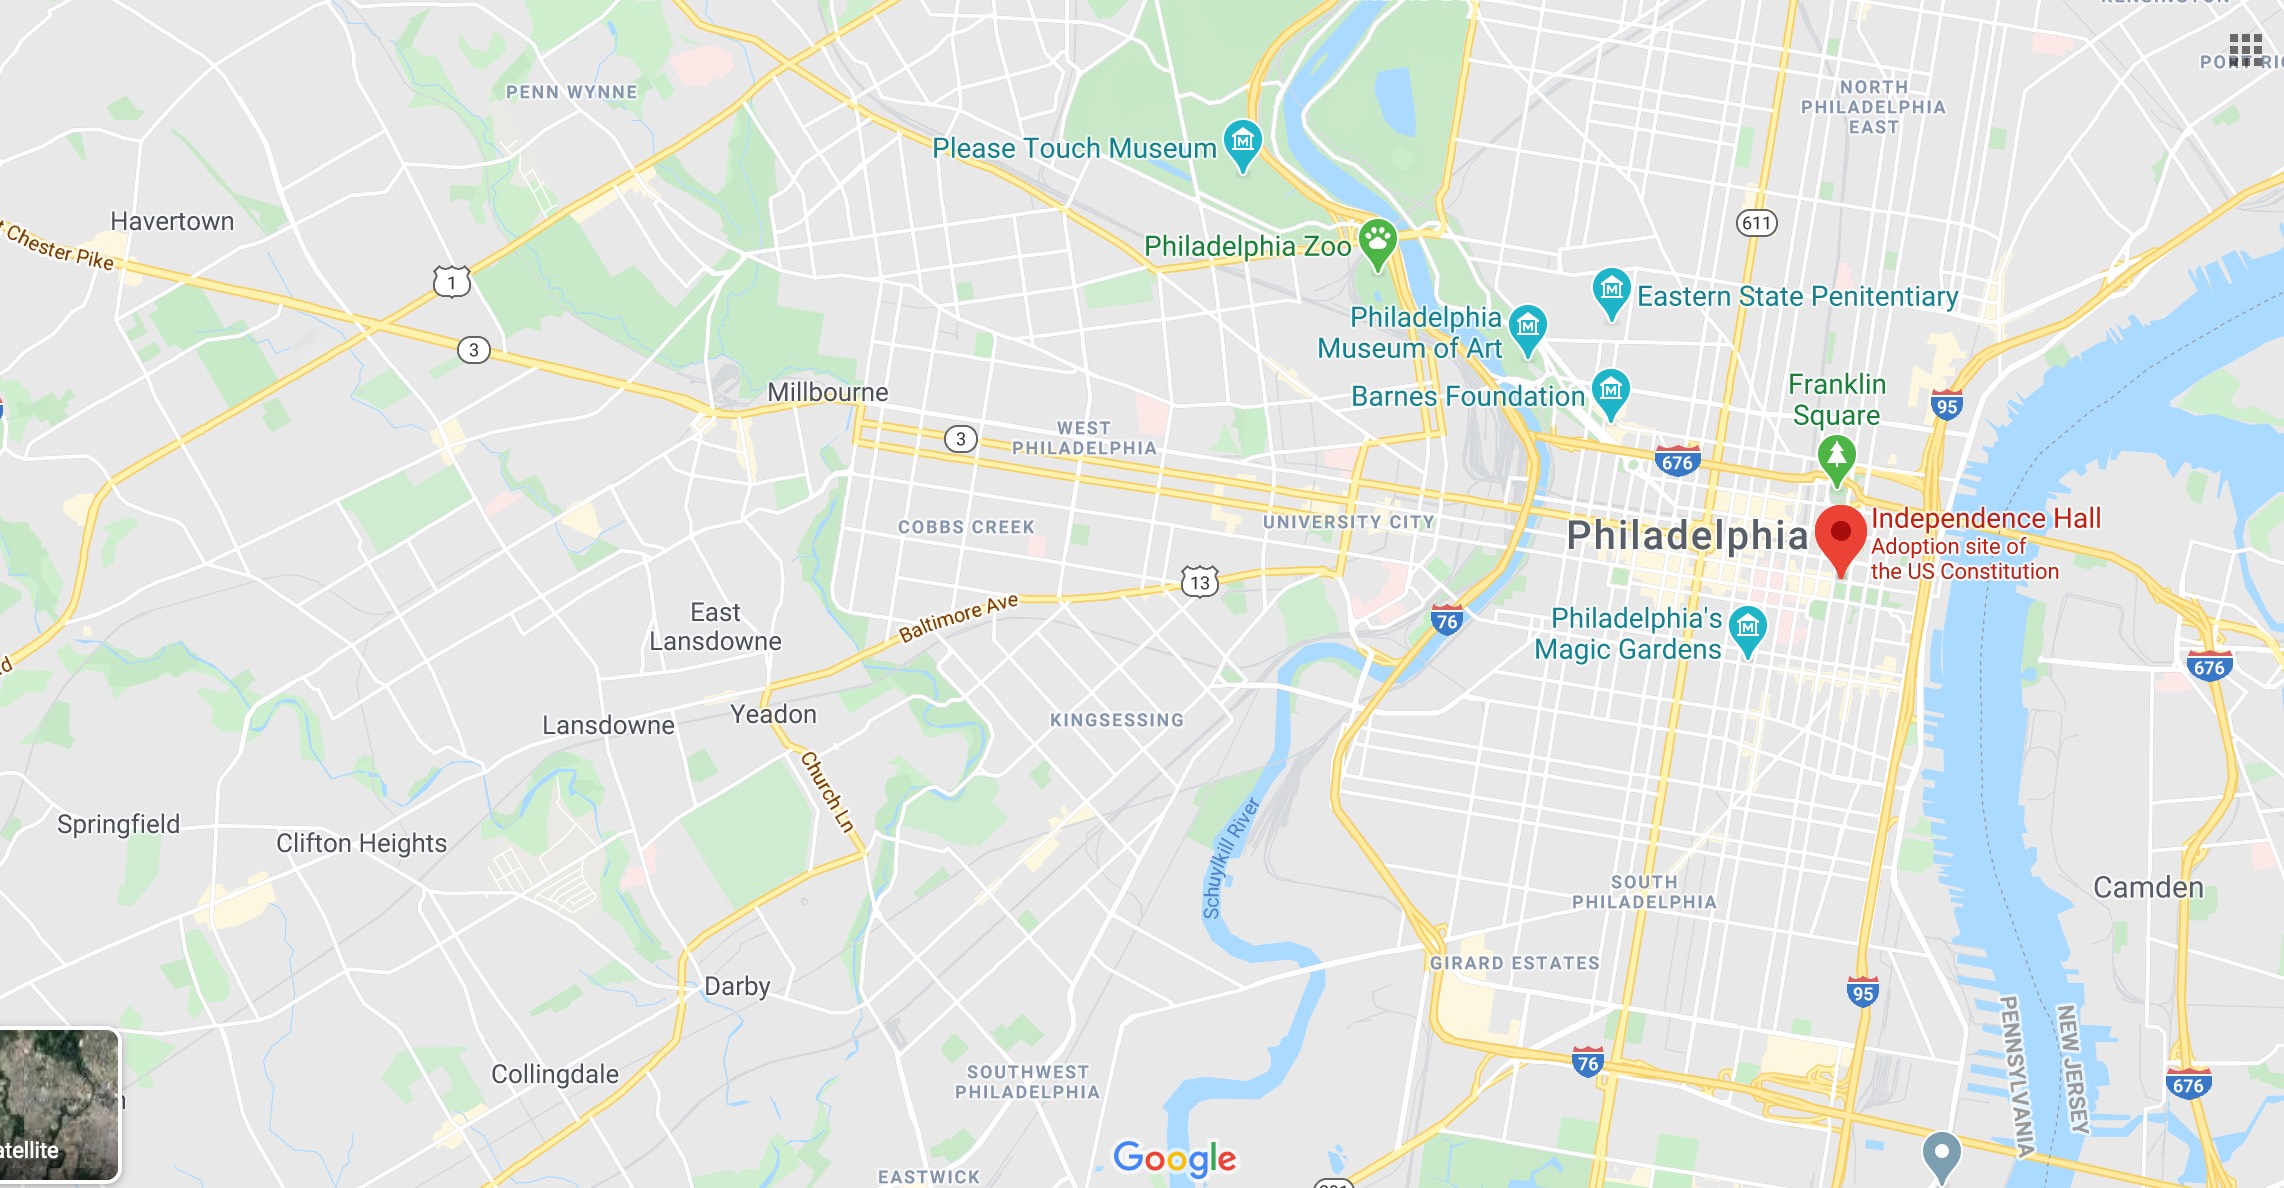 KENSINGTON
PENN WYNNE
NORTH
PHILADELPHIA
EAST
Please Touch Museum
Havertown
611
Chester Pike
Philadelphia Zoo
1
Eastern State Penitentiary
Philadelphia
Museum of Art
3
Millbourne
Barnes Foundation
Franklin
Square
95
WEST
PHILADELPHIA
3
676
COBBS CREEK
UNIVERSITY CITY
Philadelphia
Independence Hall
Adoption site of
the US Constitution
13
Baltimore Ave
East
Lansdowne
76
Philadelphia's
Magic Gardens
676
Lansdowne
Yeadon
KINGSESSING
Church Ln
Springfield
Clifton Heights
Schuylkill River
SOUTH
PHILADELPHIA
Camden
GIRARD ESTATES
Darby
95
PENNSYLVANIA
NEW JERSEY
Collingdale
SOUTHWEST
PHILADELPHIA
76
676
atellite
Google
EASTWICK